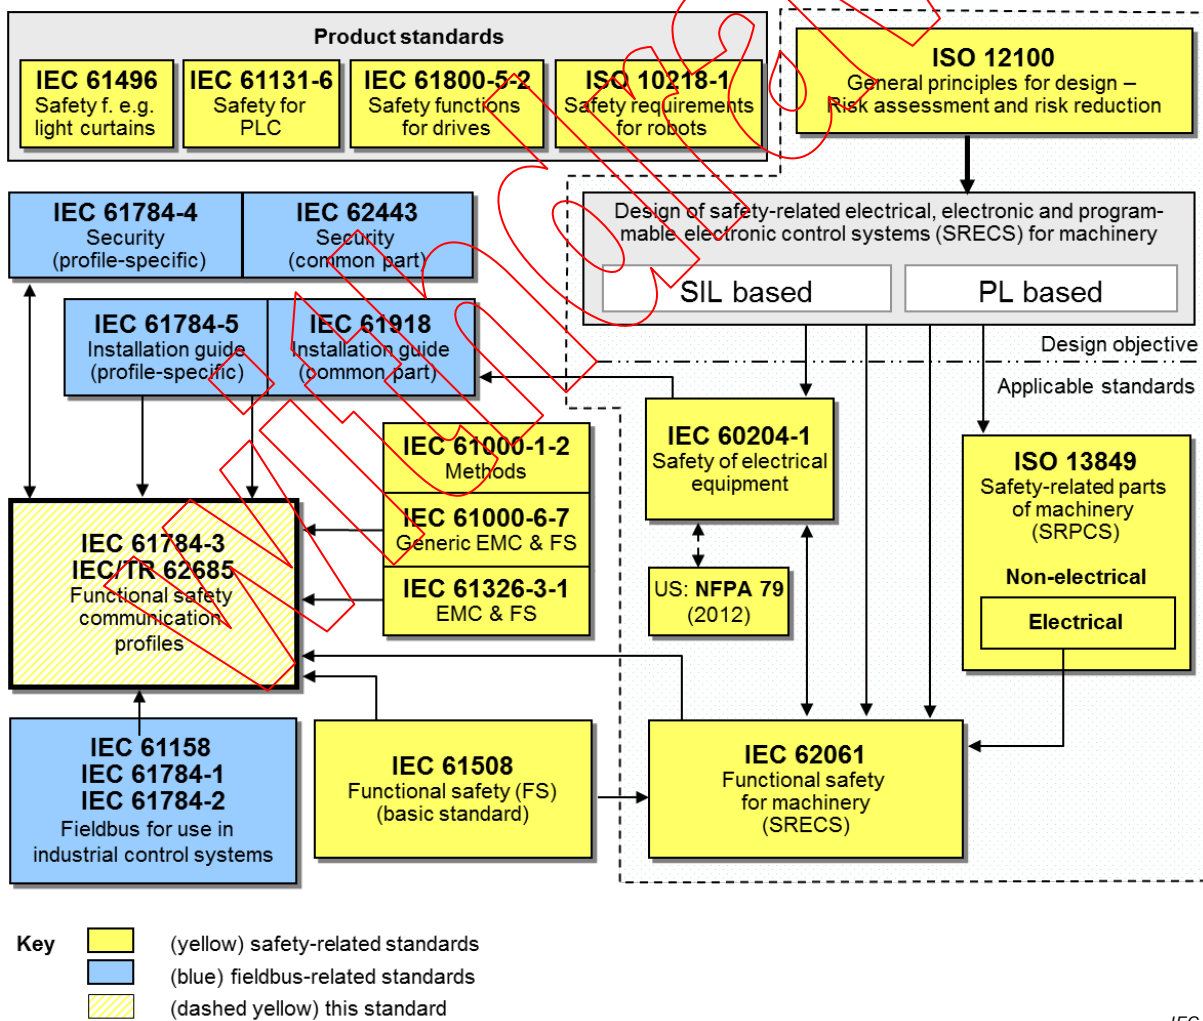 Product standards
IEC 61496
Safety f. e.g.
light curtains
IEC 61131-6
Safety for
PLC
IEC 61800-5-2
Safety functions
for drives
ISO 10218-1
Safety requirements
for robots
ISO 12100
General principles for design –
Risk assessment and risk reduction
IEC 61784-4
Security
(profile-specific)
IEC 62443
Security
(common part)
Design of safety-related electrical, electronic and program-
mable electronic control systems (SRECS) for machinery
SIL based
PL based
IEC 61784-5
Installation guide
(profile-specific)
IEC 61918
Installation guide
(common part)
Design objective
Applicable standards
IEC 61000-1-2
Methods
IEC 61000-6-7
Generic EMC & FS
IEC 61326-3-1
EMC & FS
IEC 60204-1
Safety of electrical
equipment
US: NFPA 79
(2012)
ISO 13849
Safety-related parts
of machinery
(SRPCS)
Non-electrical
Electrical
IEC 61784-3
IEC/TR 62685
Functional safety
communication
profiles
IEC 61158
IEC 61784-1
IEC 61784-2
Fieldbus for use in
industrial control systems
IEC 61508
Functional safety (FS)
(basic standard)
IEC 62061
Functional safety
for machinery
(SRECS)
Key
(yellow) safety-related standards
(blue) fieldbus-related standards
(dashed yellow) this standard